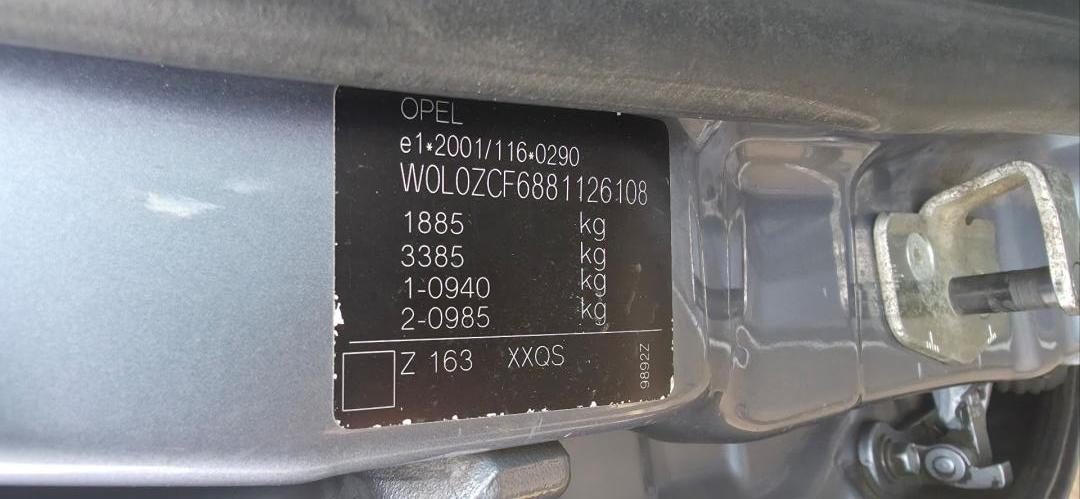 OPEL
e1*2001/116*0290
W0L0ZCF6881126108
1885 kg
3385 kg
1-0940 kg
2-0985 kg
Z 163 XXQS
9892Z